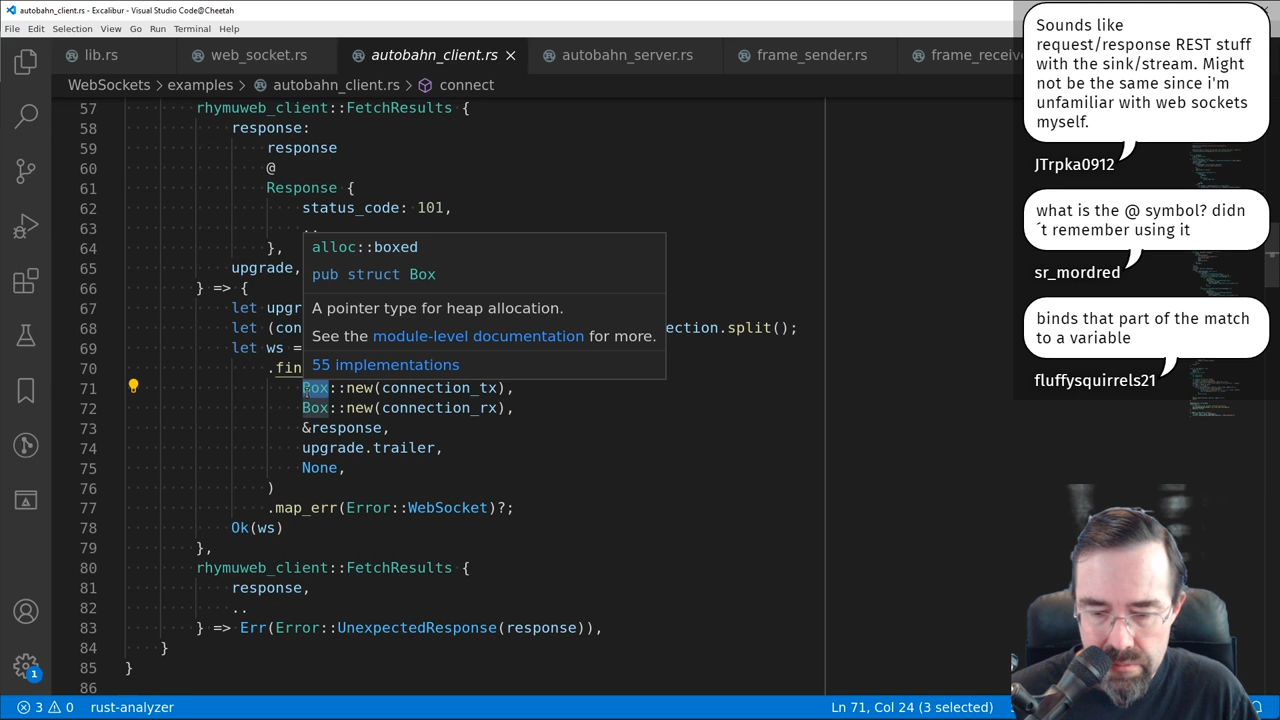 autobahn_client.rs - Excalibur - Visual Studio Code@Cheetah
File Edit Selection View Go Run Terminal Help
lib.rs web_socket.rs autobahn_client.rs autobahn_server.rs frame_sender.rs frame_receiv
WebSockets > examples > autobahn_client.rs > connect
57 rhymuweb_client::FetchResults {
58 response:
59 response
60 @
61 Response {
62 status_code: 101,
63 ..
64 },
65 upgrade,
66 } => {
67 let upgr
68 let (con ection.split();
69 let ws =
70 .fin
71 Box::new(connection_tx),
72 Box::new(connection_rx),
73 &response,
74 upgrade.trailer,
75 None,
76 )
77 .map_err(Error::WebSocket)?;
78 Ok(ws)
79 },
80 rhymuweb_client::FetchResults {
81 response,
82 ..
83 } => Err(Error::UnexpectedResponse(response)),
84 }
85 }
86
alloc::boxed
pub struct Box
A pointer type for heap allocation.
See the module-level documentation for more.
55 implementations
Sounds like
request/response REST stuff
with the sink/stream. Might
not be the same since i'm
unfamiliar with web sockets
myself.
JTrpka0912
what is the @ symbol? didn
´t remember using it
sr_mordred
binds that part of the match
to a variable
fluffysquirrels21
1
3 0 rust-analyzer
Ln 71, Col 24 (3 selected)